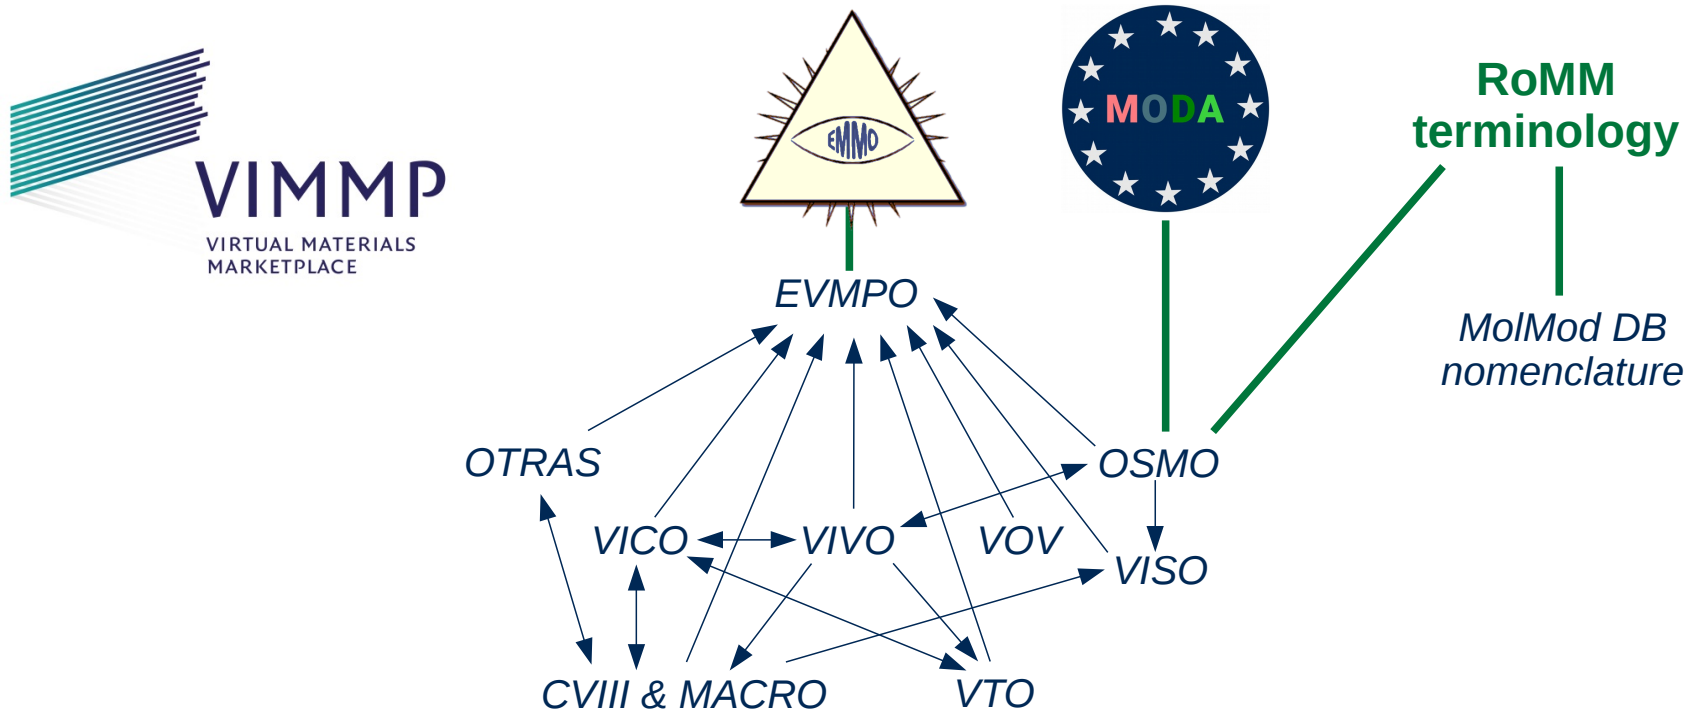 VIMMP
VIRTUAL MATERIALS
MARKETPLACE
EMMO
MODA
RoMM
terminology
EVMPO
MolMod DB
nomenclature
OTRAS
OSMO
VICO
VIVO
VOV
VISO
CVIII & MACRO
VTO